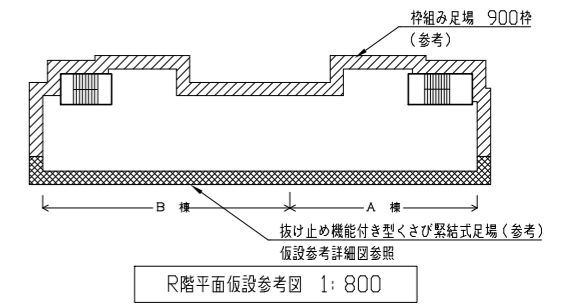 枠組み足場 900枠
(参考)
B 棟
A 棟
抜け止め機能付き型くさび緊結式足場(参考)
仮設参考詳細図参照
R階平面仮設参考図 1:800